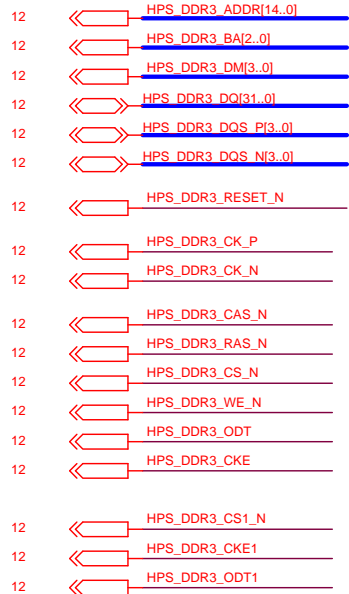 12 HPS_DDR3_ADDR[14..0]
12 HPS_DDR3_BA[2..0]
12 HPS_DDR3_DM[3..0]
12 HPS_DDR3_DQ[31..0]
12 HPS_DDR3_DQS_P[3..0]
12 HPS_DDR3_DQS_N[3..0]
12 HPS_DDR3_RESET_N
12 HPS_DDR3_CK_P
12 HPS_DDR3_CK_N
12 HPS_DDR3_CAS_N
12 HPS_DDR3_RAS_N
12 HPS_DDR3_CS_N
12 HPS_DDR3_WE_N
12 HPS_DDR3_ODT
12 HPS_DDR3_CKE
12 HPS_DDR3_CS1_N
12 HPS_DDR3_CKE1
12 HPS_DDR3_ODT1